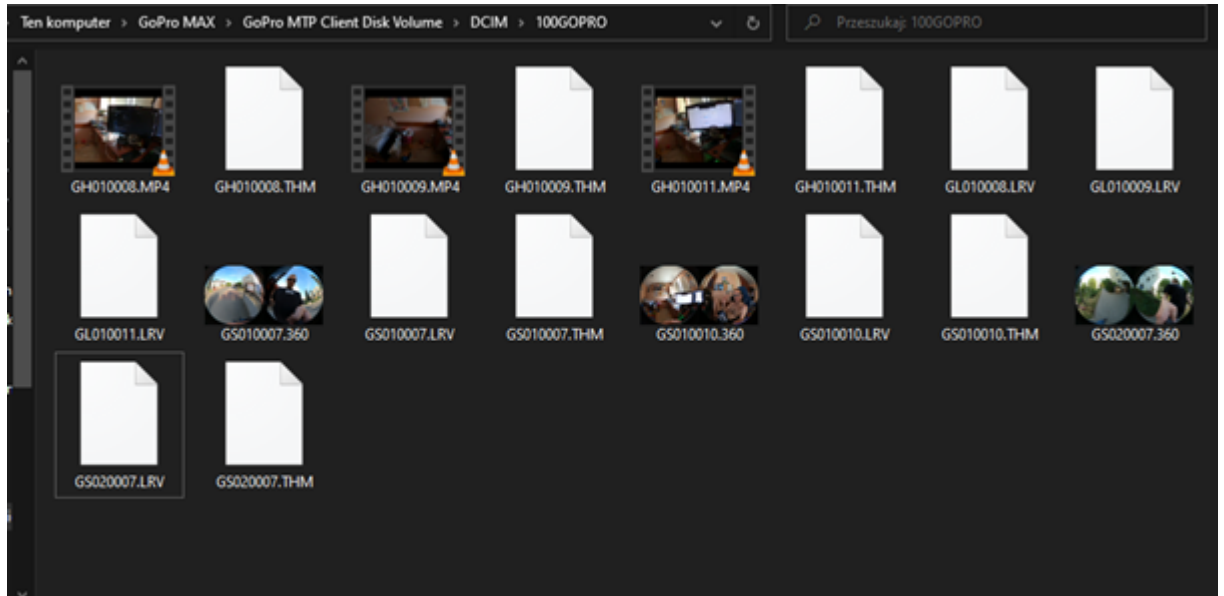 Ten komputer › GoPro MAX › GoPro MTP Client Disk Volume › DCIM › 100GOPRO
Przeszukaj: 100GOPRO
GH010008.MP4 GH010008.THM GH010009.MP4 GH010009.THM GH010011.MP4 GH010011.THM GL010008.LRV GL010009.LRV
GL010011.LRV GS010007.360 GS010007.LRV GS010007.THM GS010010.360 GS010010.LRV GS010010.THM GS020007.360
GS020007.LRV GS020007.THM